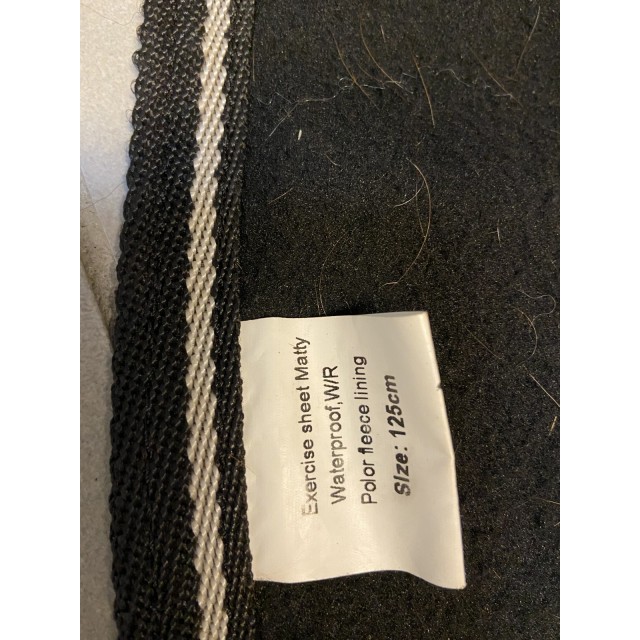 Exercise sheet Matty
Waterproof,W/R
Polor fleece lining
SIze: 125cm